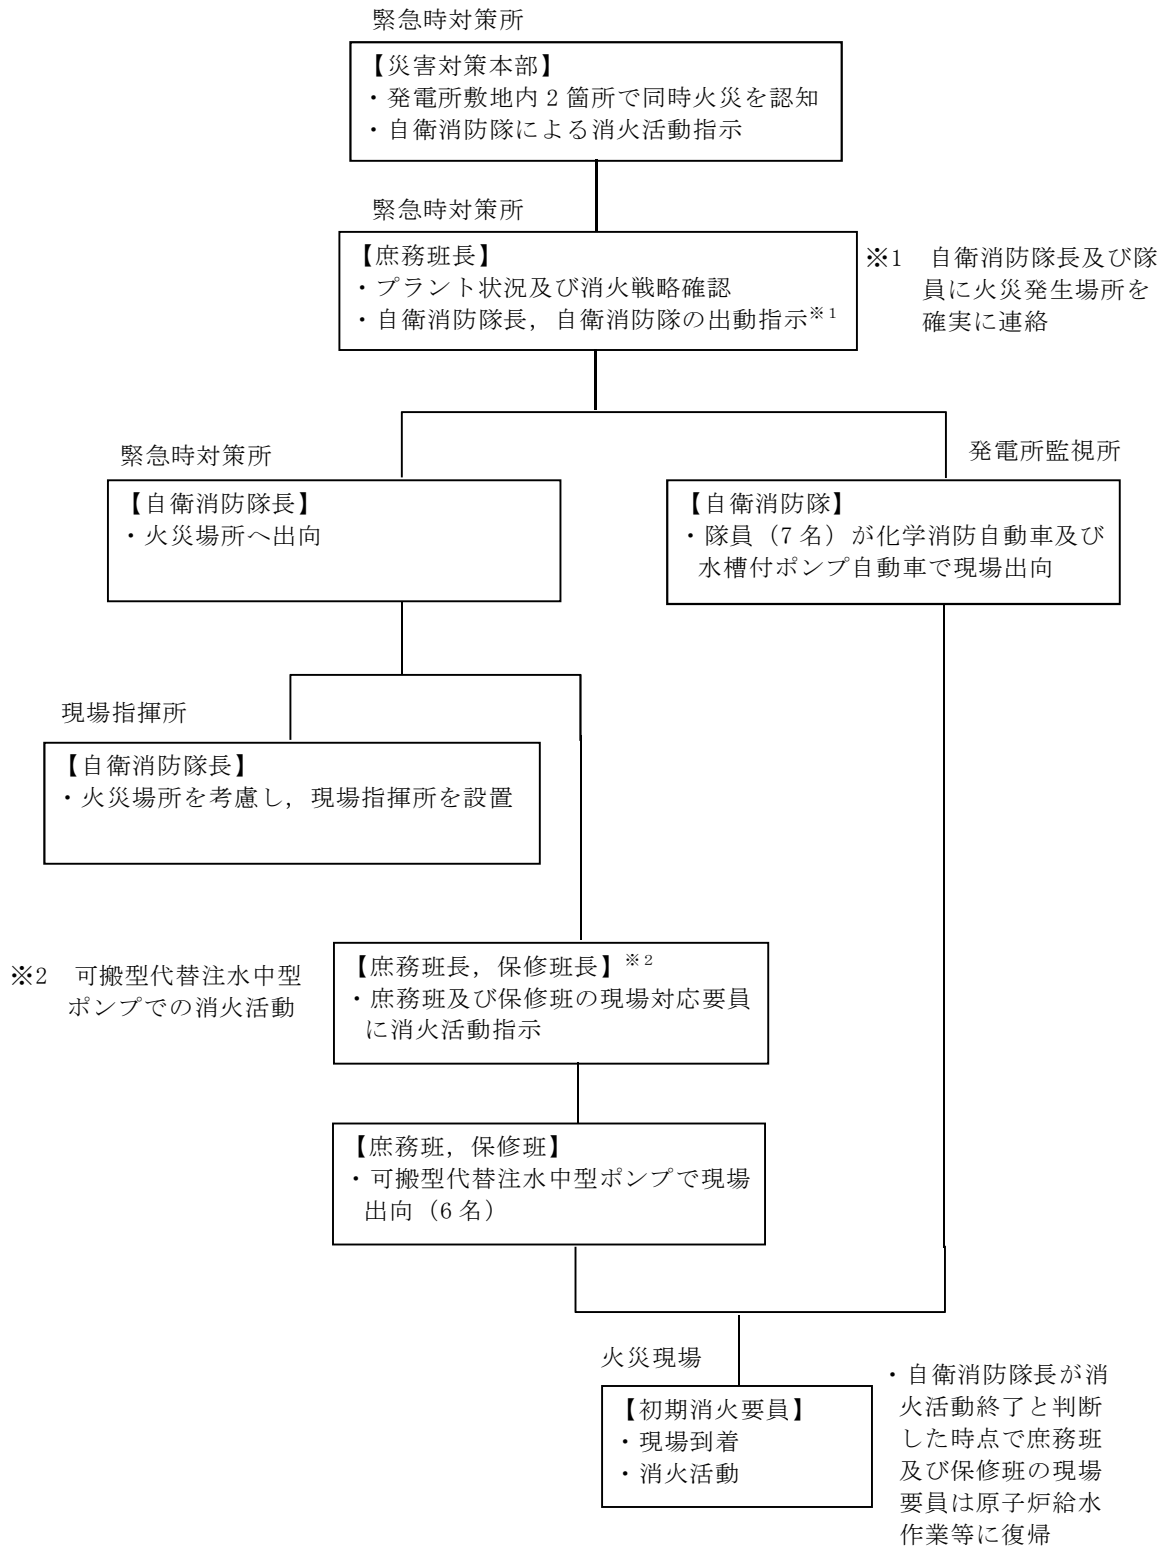 緊急時対策所
【災害対策本部】
・発電所敷地内 2 箇所で同時火災を認知
・自衛消防隊による消火活動指示
緊急時対策所
【庶務班長】
・プラント状況及び消火戦略確認
・自衛消防隊長，自衛消防隊の出動指示※1
※1　自衛消防隊長及び隊
員に火災発生場所を
確実に連絡
緊急時対策所
【自衛消防隊長】
・火災場所へ出向
発電所監視所
【自衛消防隊】
・隊員（7 名）が化学消防自動車及び
水槽付ポンプ自動車で現場出向
現場指揮所
【自衛消防隊長】
・火災場所を考慮し，現場指揮所を設置
※2　可搬型代替注水中型
ポンプでの消火活動
【庶務班長，保修班長】※2
・庶務班及び保修班の現場対応要員
に消火活動指示
【庶務班，保修班】
・可搬型代替注水中型ポンプで現場
出向（6 名）
火災現場
【初期消火要員】
・現場到着
・消火活動
・自衛消防隊長が消
火活動終了と判断
した時点で庶務班
及び保修班の現場
要員は原子炉給水
作業等に復帰